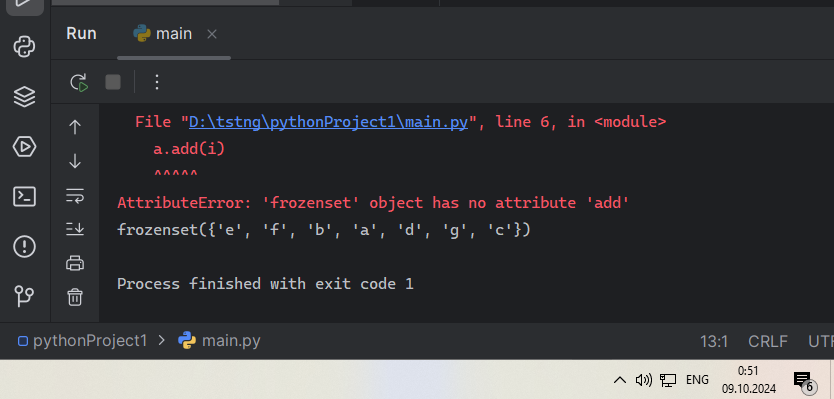 Run main
File "D:\tstng\pythonProject1\main.py", line 6, in <module>
a.add(i)
^^^^^
AttributeError: 'frozenset' object has no attribute 'add'
frozenset({'e', 'f', 'b', 'a', 'd', 'g', 'c'})
Process finished with exit code 1
pythonProject1 > main.py 13:1 CRLF UTF
ENG 0:51
09.10.2024 6